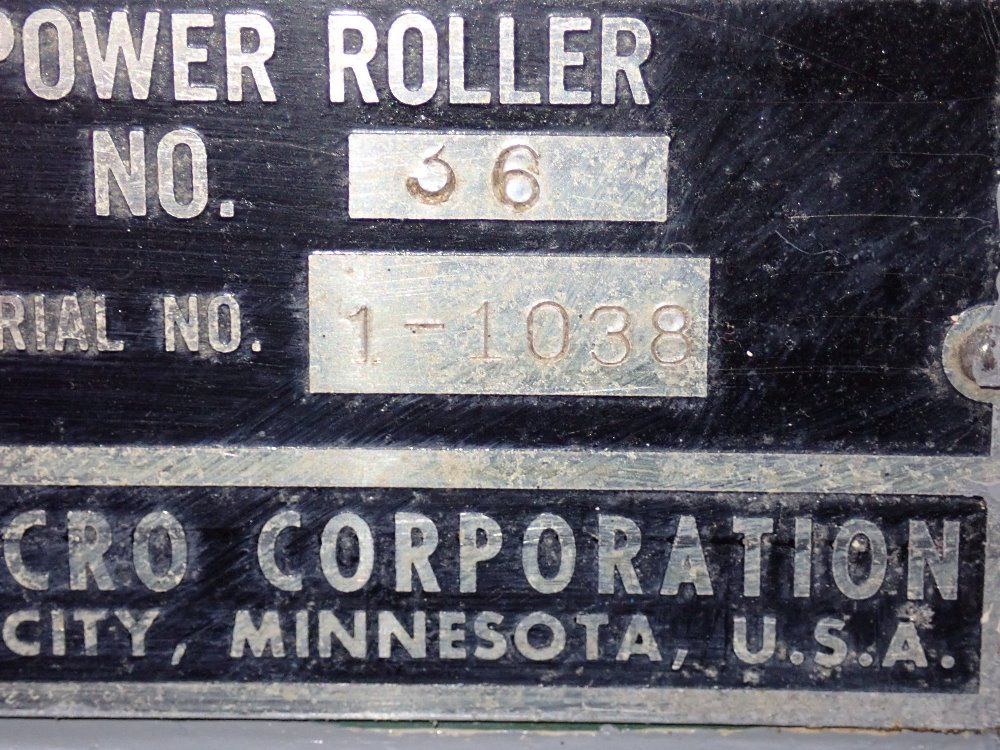 POWER ROLLER
NO. 36
RIAL NO. 1-1038
CRO CORPORATION
CITY, MINNESOTA, U.S.A.